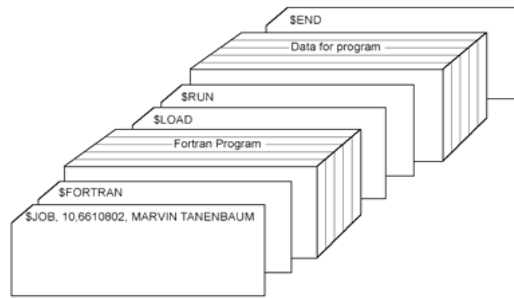 $END
Data for program
$RUN
$LOAD
Fortran Program
$FORTRAN
$JOB, 10,6610802, MARVIN TANENBAUM